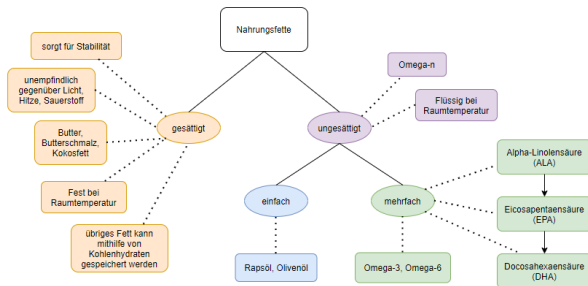 Nahrungsfette
sorgt für Stabilität
unempfindlich
gegenüber Licht,
Hitze, Sauerstoff
Butter,
Butterschmalz,
Kokosfett
Fest bei
Raumtemperatur
übriges Fett kann
mithilfe von
Kohlenhydraten
gespeichert werden
gesättigt
ungesättigt
Omega-n
Flüssig bei
Raumtemperatur
einfach
mehrfach
Rapsöl, Olivenöl
Omega-3, Omega-6
Alpha-Linolensäure
(ALA)
Eicosapentaensäure
(EPA)
Docosahexaensäure
(DHA)